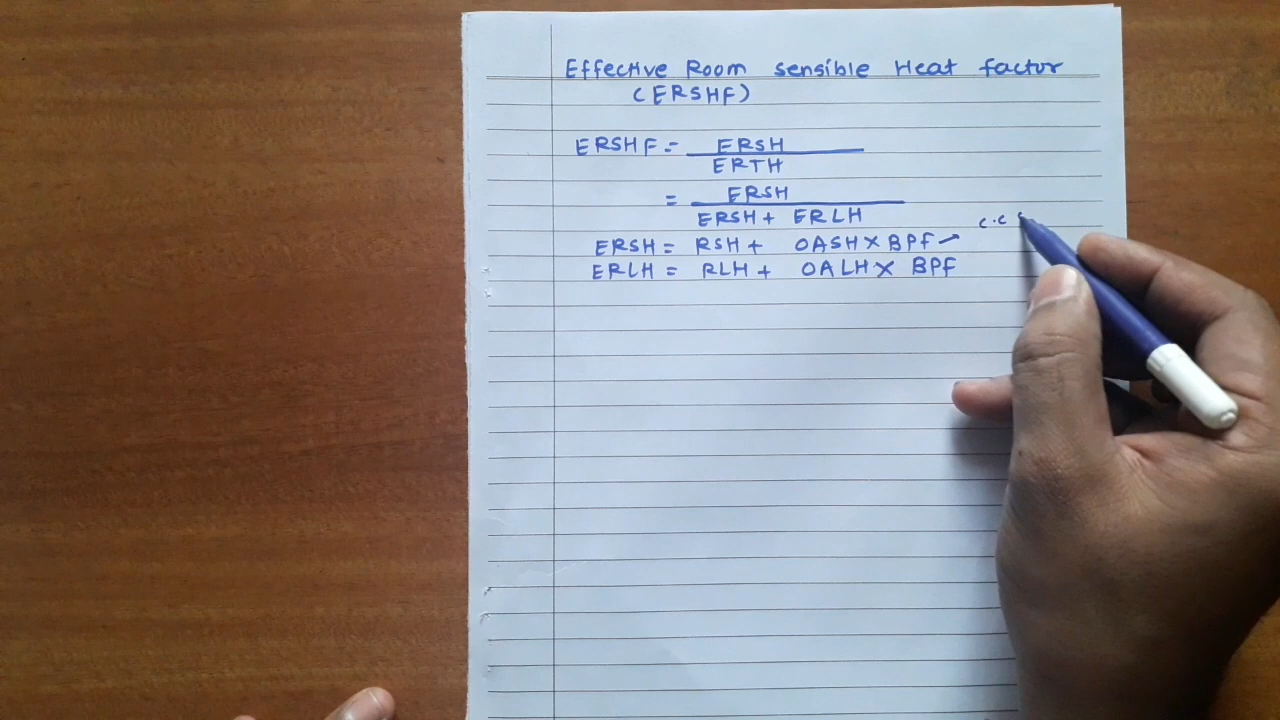 Effective Room sensible Heat factor
(ERSHF)
ERSHF = ERSH
ERTH
= ERSH
ERSH + ERLH
ERSH = RSH + OASH X BPF
ERLH = RLH + OALH X BPF